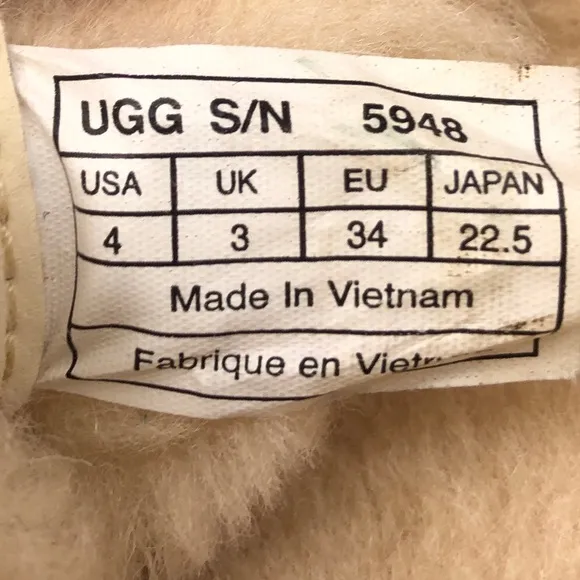 UGG S/N 5948
USA UK EU JAPAN
4 3 34 22.5
Made In Vietnam
Fabrique en